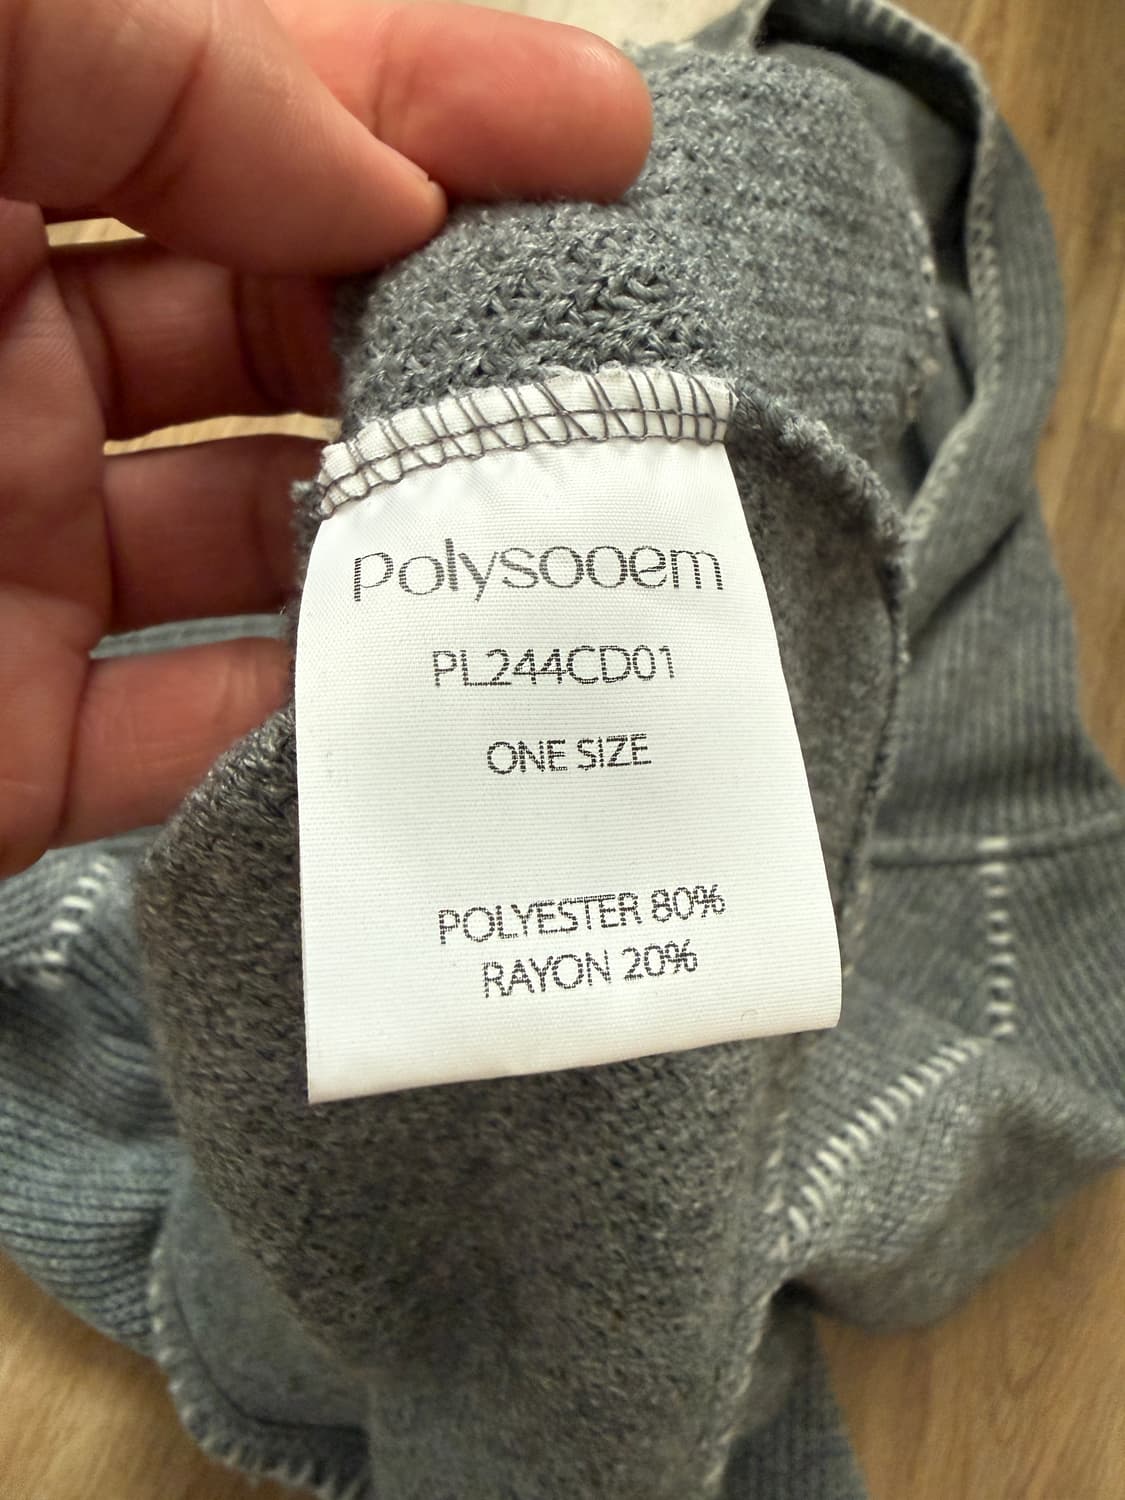 Polysooem
PL244CD01
ONE SIZE
POLYESTER 80%
RAYON 20%